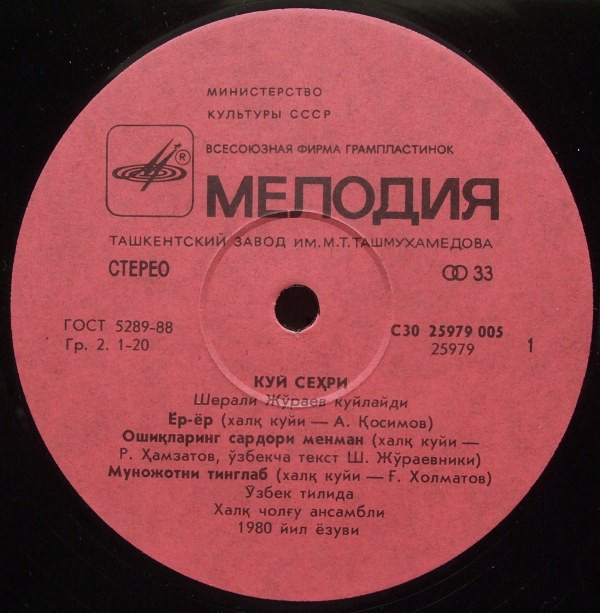 МИНИСТЕРСТВО
КУЛЬТУРЫ СССР
ВСЕСОЮЗНАЯ ФИРМА ГРАМПЛАСТИНОК
®
МЕЛОДИЯ
ТАШКЕНТСКИЙ ЗАВОД ИМ. М. Т. ТАШМУХАМЕДОВА
СТЕРЕО
33
ГОСТ 5289-88
Гр. 2. 1-20
С30 25979 005
25979
1
КУЙ СЕҲРИ
Шерали Жўраев куйлайди
Ёр-ёр (халқ куйи — А. Қосимов)
Ошиқларинг сардори менман (халқ куйи —
Р. Ҳамзатов, ўзбекча текст Ш. Жўраевники)
Муножотни тинглаб (халқ куйи — Ғ. Холматов)
Ўзбек тилида
Халқ чолғу ансамбли
1980 йил ёзуви